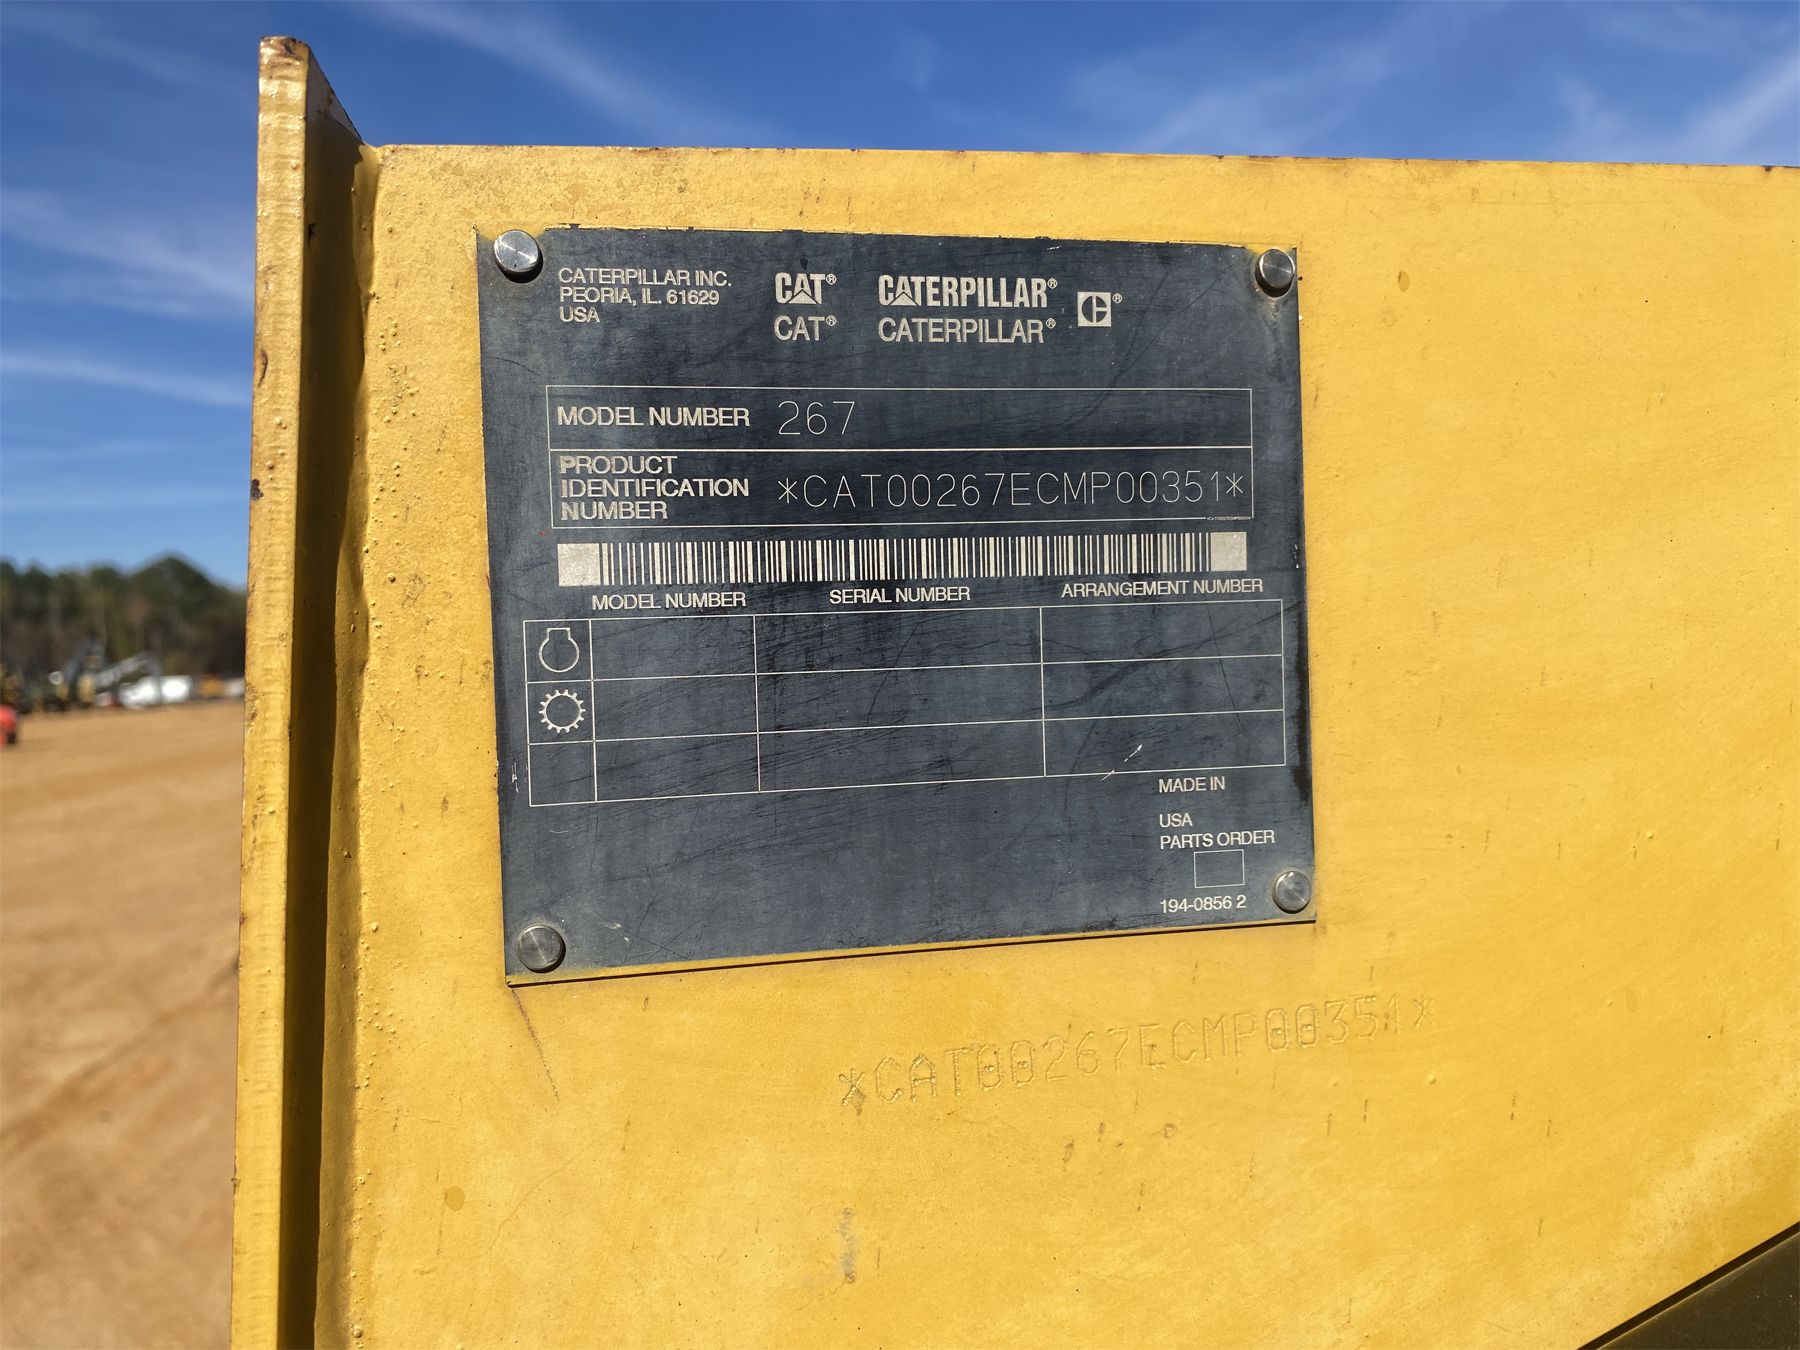 CATERPILLAR INC.
PEORIA, IL. 61629
USA
CAT® CATERPILLAR®
CAT® CATERPILLAR®
MODEL NUMBER 267
PRODUCT
IDENTIFICATION
NUMBER
*CAT00267ECMP00351*
*CAT00267ECMP00351*
MODEL NUMBER SERIAL NUMBER ARRANGEMENT NUMBER
MADE IN
USA
PARTS ORDER
194-0856 2
*CAT00267ECMP00351*